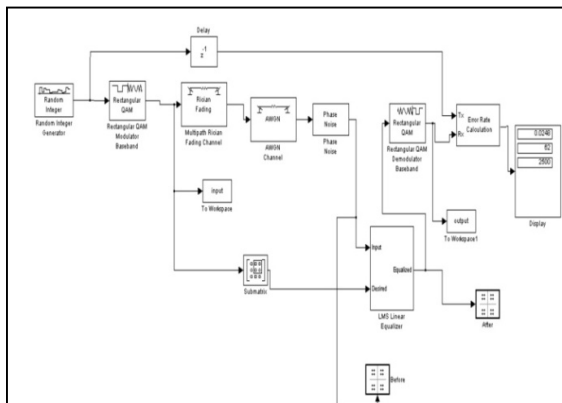 Delay
-1
z
Random
Integer
Random Integer
Generator
Rectangular
QAM
Rectangular QAM
Modulator
Baseband
Rician
Fading
Multipath Rician
Fading Channel
AWGN
AWGN
Channel
Phase
Noise
Phase
Noise
Rectangular
QAM
Rectangular QAM
Demodulator
Baseband
Tx
Rx
Error Rate
Calculation
0.0248
62
2500
Display
input
To Workspace
output
To Workspace1
Submatrix
Input
Desired
Equalized
LMS Linear
Equalizer
After
Before